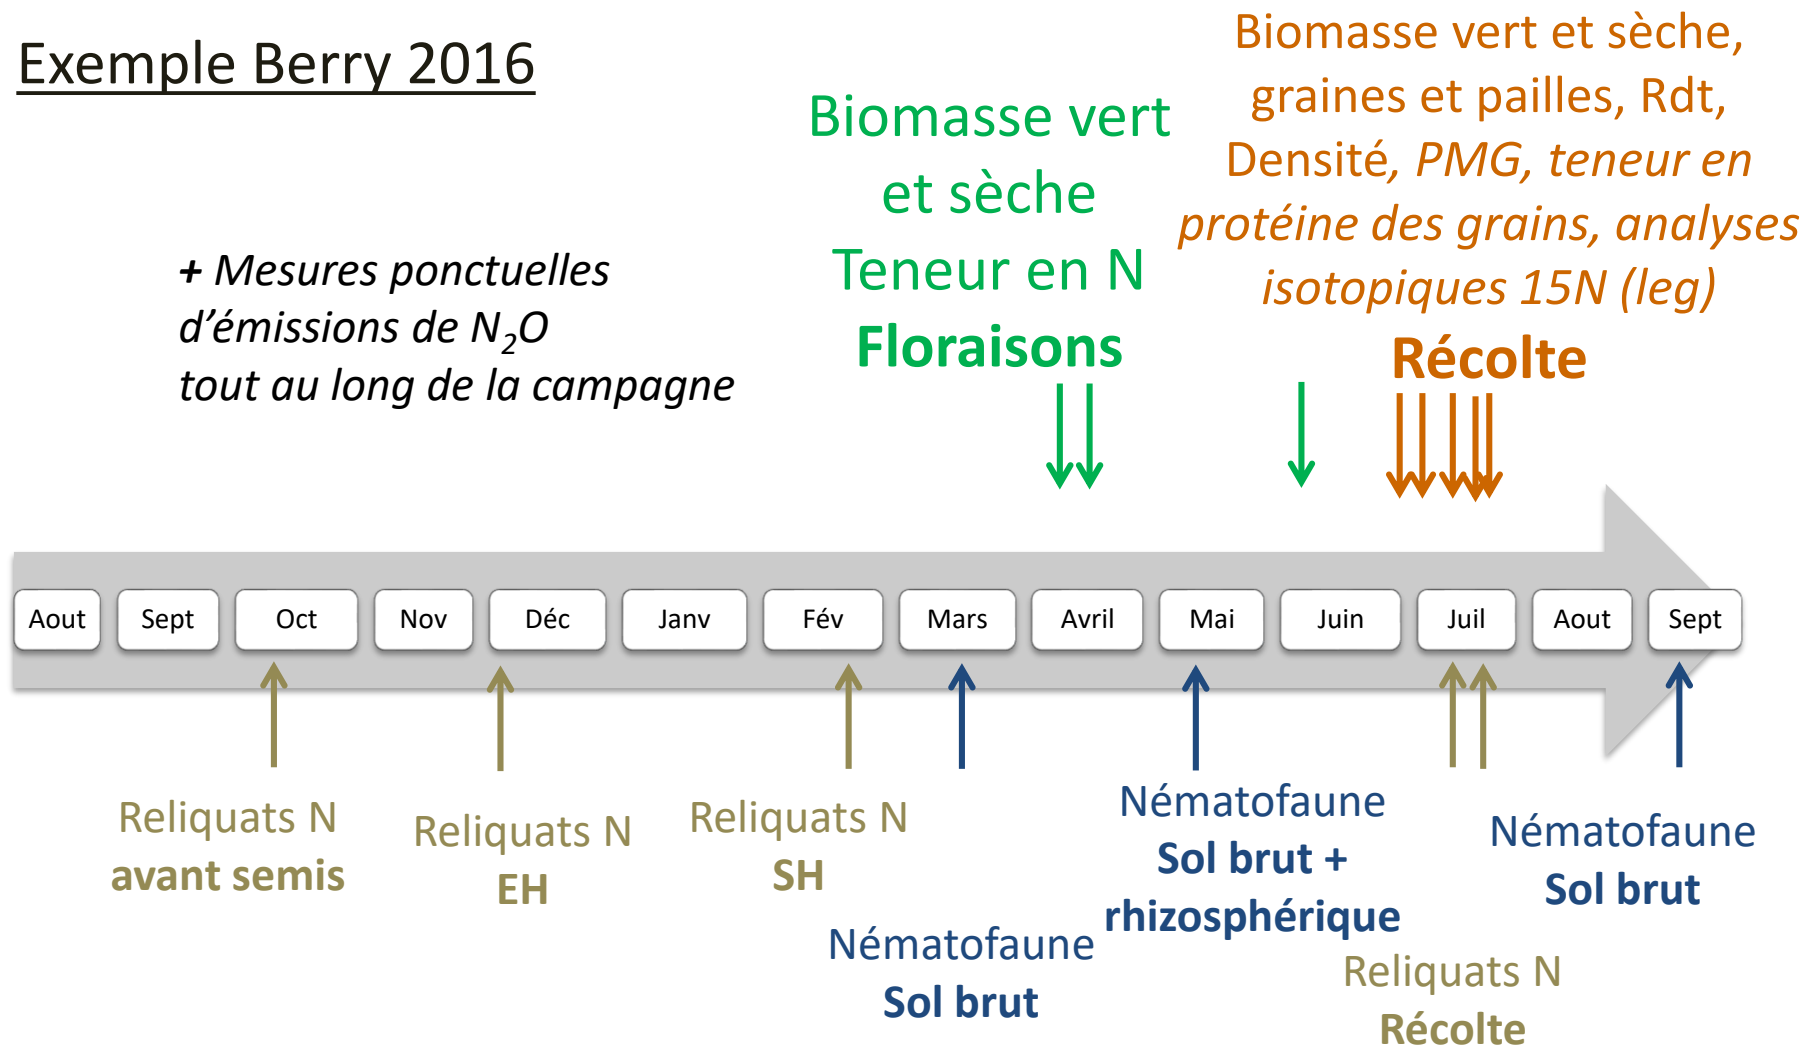 Exemple Berry 2016
+ Mesures ponctuelles
d’émissions de N₂O
tout au long de la campagne
Biomasse vert
et sèche
Teneur en N
Floraisons
Biomasse vert et sèche,
graines et pailles, Rdt,
Densité, PMG, teneur en
protéine des grains, analyses
isotopiques 15N (leg)
Récolte
Aout Sept Oct Nov Déc Janv Fév Mars Avril Mai Juin Juil Aout Sept
Reliquats N
avant semis
Reliquats N
EH
Reliquats N
SH
Nématofaune
Sol brut
Nématofaune
Sol brut +
rhizosphérique
Reliquats N
Récolte
Nématofaune
Sol brut